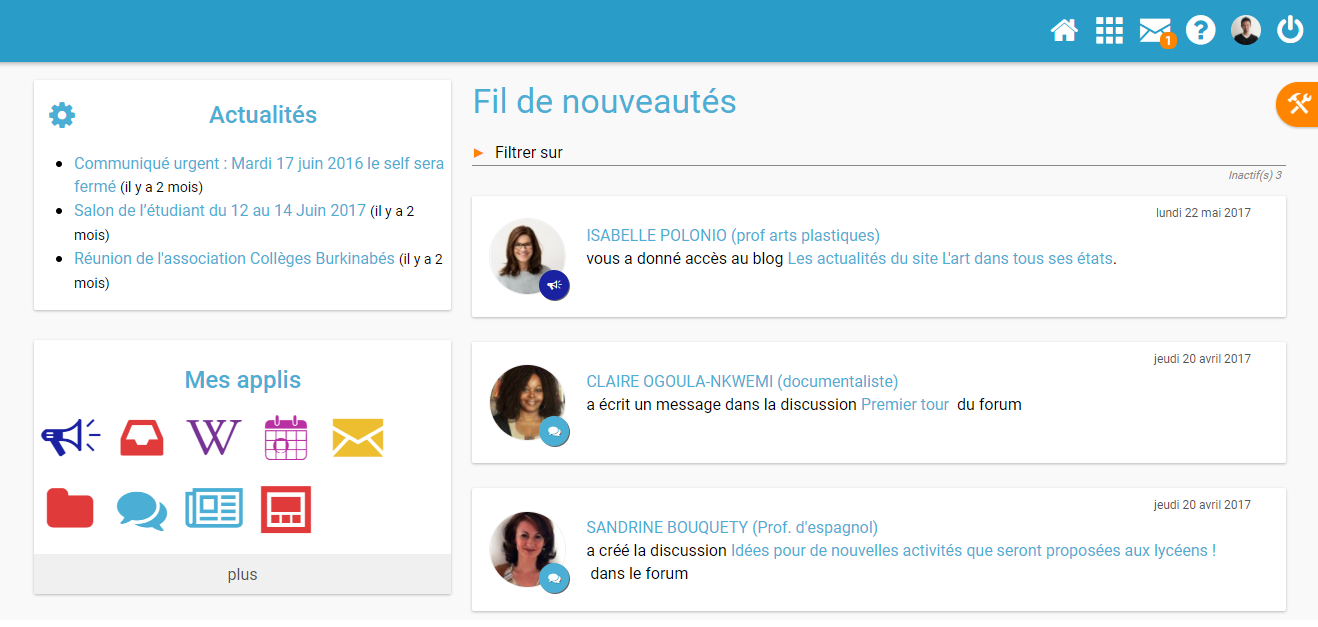 1
Actualités
Communiqué urgent : Mardi 17 juin 2016 le self sera
fermé (il y a 2 mois)
Salon de l’étudiant du 12 au 14 Juin 2017 (il y a 2
mois)
Réunion de l'association Collèges Burkinabés (il y a 2
mois)
Mes applis
W
plus
Fil de nouveautés
Filtrer sur
Inactif(s) 3
lundi 22 mai 2017
ISABELLE POLONIO (prof arts plastiques)
vous a donné accès au blog Les actualités du site L'art dans tous ses états.
jeudi 20 avril 2017
CLAIRE OGOULA-NKWEMI (documentaliste)
a écrit un message dans la discussion Premier tour du forum
jeudi 20 avril 2017
SANDRINE BOUQUETY (Prof. d'espagnol)
a créé la discussion Idées pour de nouvelles activités que seront proposées aux lycéens !
dans le forum